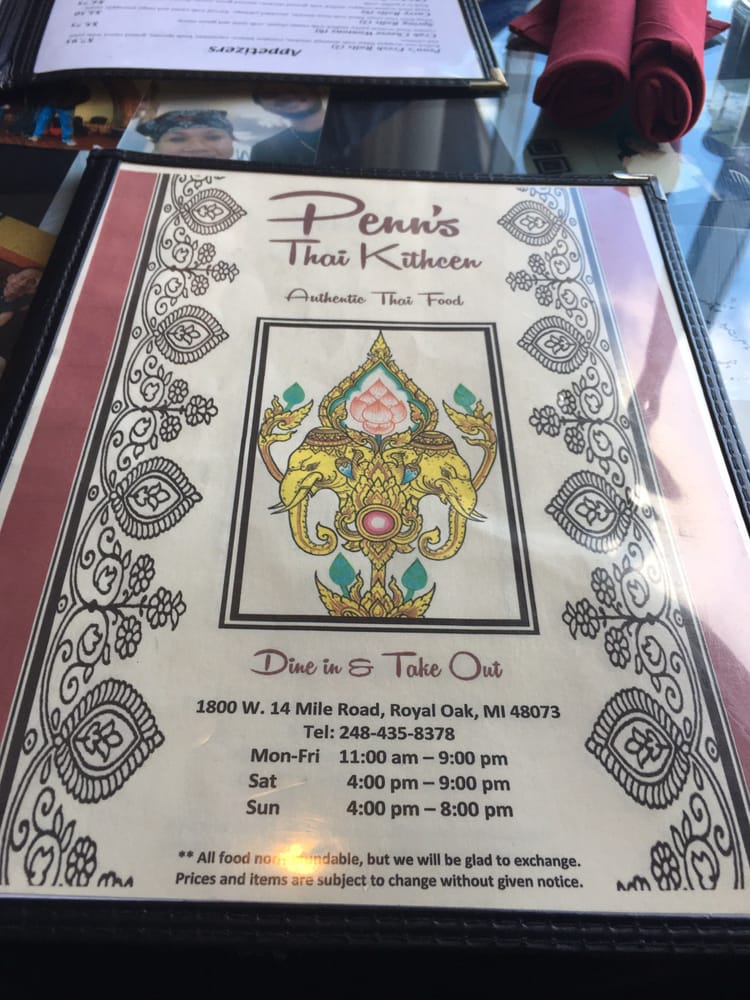 Appetizers
Penn's
Thai Kithcen
Authentic Thai Food
Dine in & Take Out
1800 W. 14 Mile Road, Royal Oak, MI 48073
Tel: 248-435-8378
Mon-Fri 11:00 am – 9:00 pm
Sat 4:00 pm – 9:00 pm
Sun 4:00 pm – 8:00 pm
** All food but we will be glad to exchange.
Prices and items are subject to change without given notice.